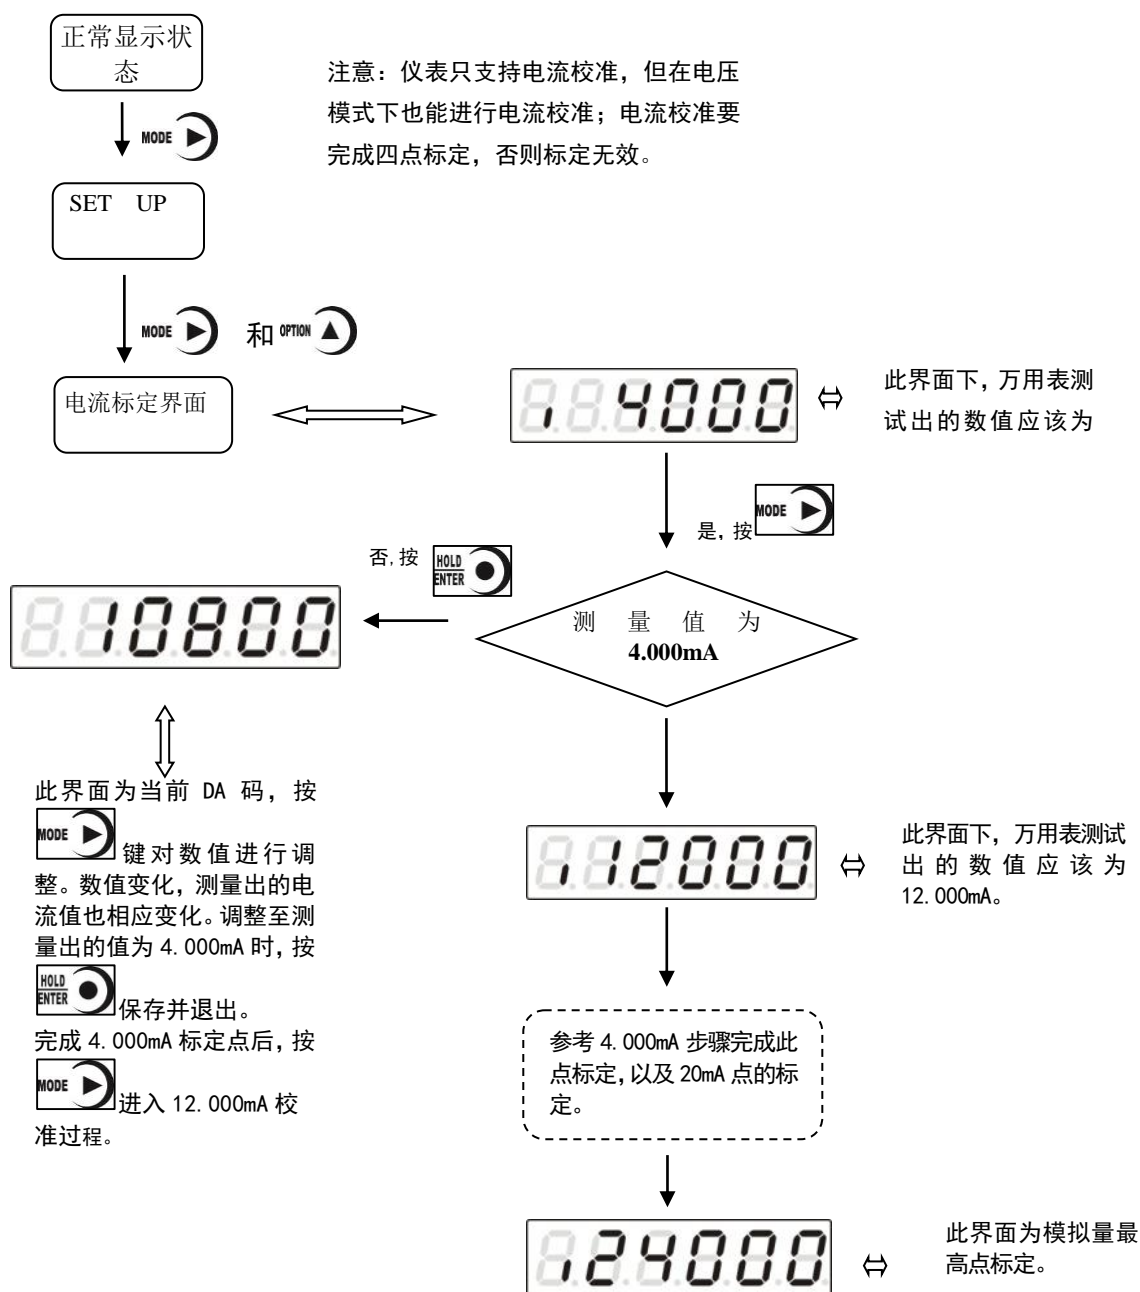 正常显示状
态
注意：仪表只支持电流校准，但在电压
模式下也能进行电流校准；电流校准要
完成四点标定，否则标定无效。
MODE
SET UP
MODE
和
OPTION
电流标定界面
ı 4000
此界面下，万用表测
试出的数值应该为
是，按
MODE
否，按
HOLD
ENTER
10800
测量值为
4.000mA
此界面为当前 DA 码，按
MODE
键对数值进行调
整。数值变化，测量出的电
流值也相应变化。调整至测
量出的值为 4.000mA 时，按
HOLD
ENTER
保存并退出。
完成 4.000mA 标定点后，按
MODE
进入 12.000mA 校
准过程。
ı12000
此界面下，万用表测试
出的数值应该为
12.000mA。
参考 4.000mA 步骤完成此
点标定，以及 20mA 点的标
定。
ı24000
此界面为模拟量最
高点标定。